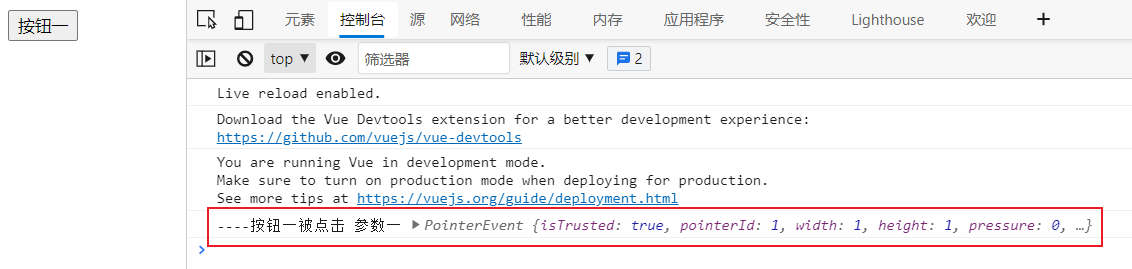 按钮一
元素 控制台 源 网络 性能 内存 应用程序 安全性 Lighthouse 欢迎 +
top ▼ 筛选器 默认级别 ▼ 2
Live reload enabled.
Download the Vue Devtools extension for a better development experience:
https://github.com/vuejs/vue-devtools
You are running Vue in development mode.
Make sure to turn on production mode when deploying for production.
See more tips at https://vuejs.org/guide/deployment.html
----按钮一被点击 参数一 ▶PointerEvent {isTrusted: true, pointerId: 1, width: 1, height: 1, pressure: 0, …}
>